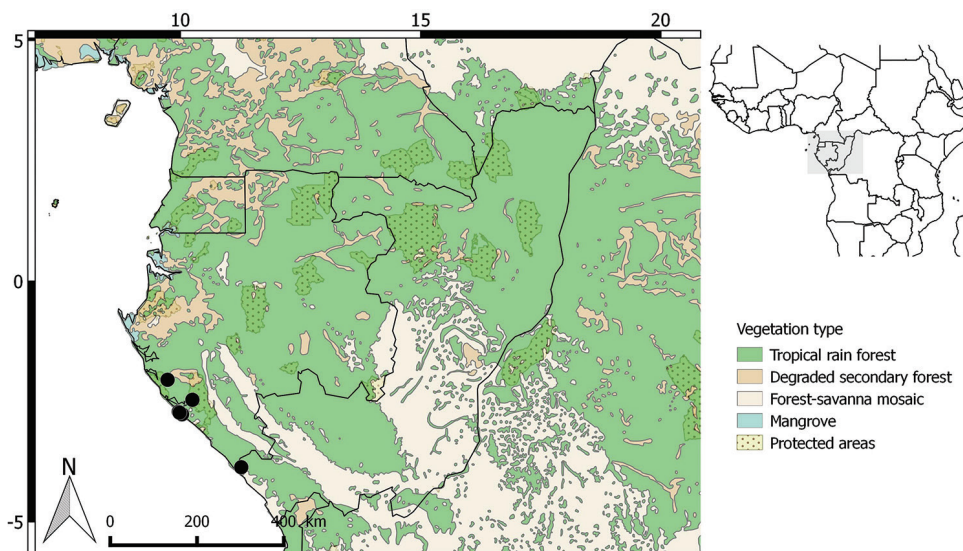 10
15
20
5
0
-5
N
0
200
400 km
Vegetation type
Tropical rain forest
Degraded secondary forest
Forest-savanna mosaic
Mangrove
Protected areas